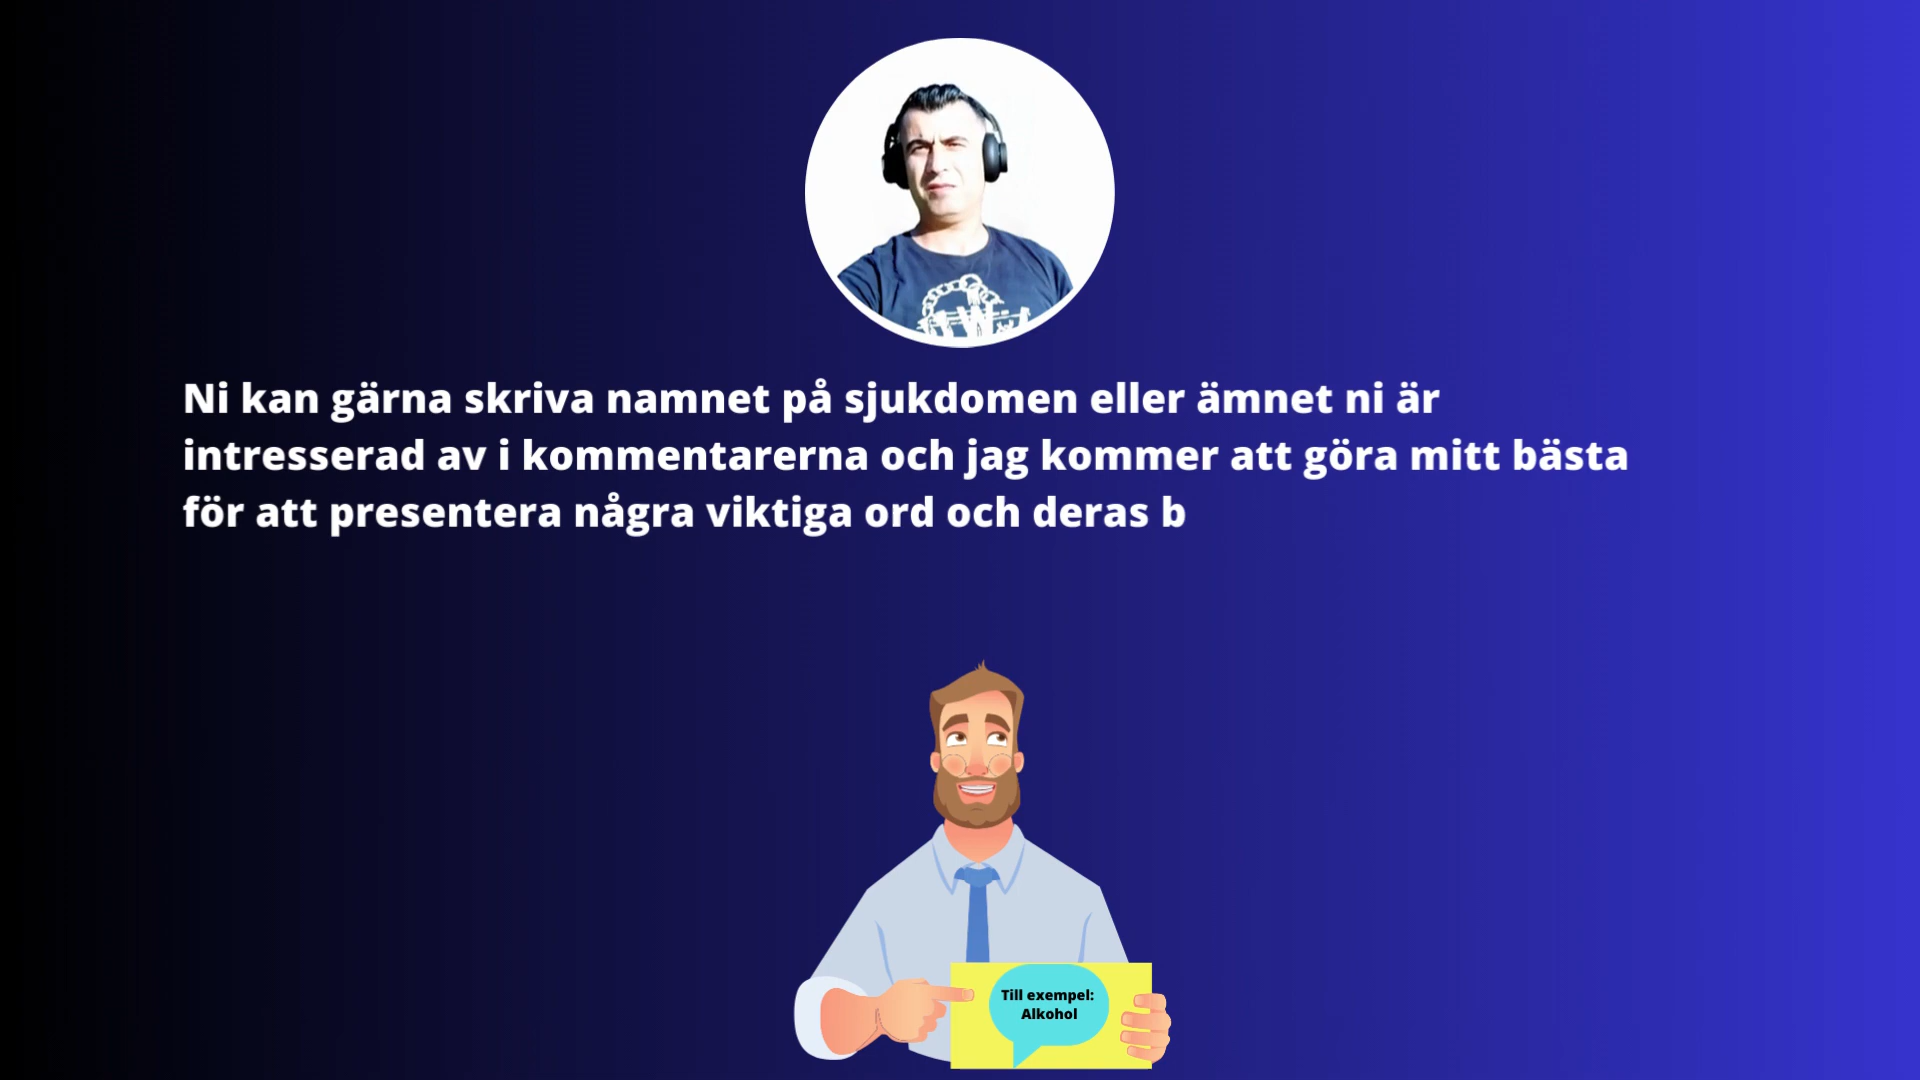 Ni kan gärna skriva namnet på sjukdomen eller ämnet ni är
intresserad av i kommentarerna och jag kommer att göra mitt bästa
för att presentera några viktiga ord och deras b
Till exempel:
Alkohol